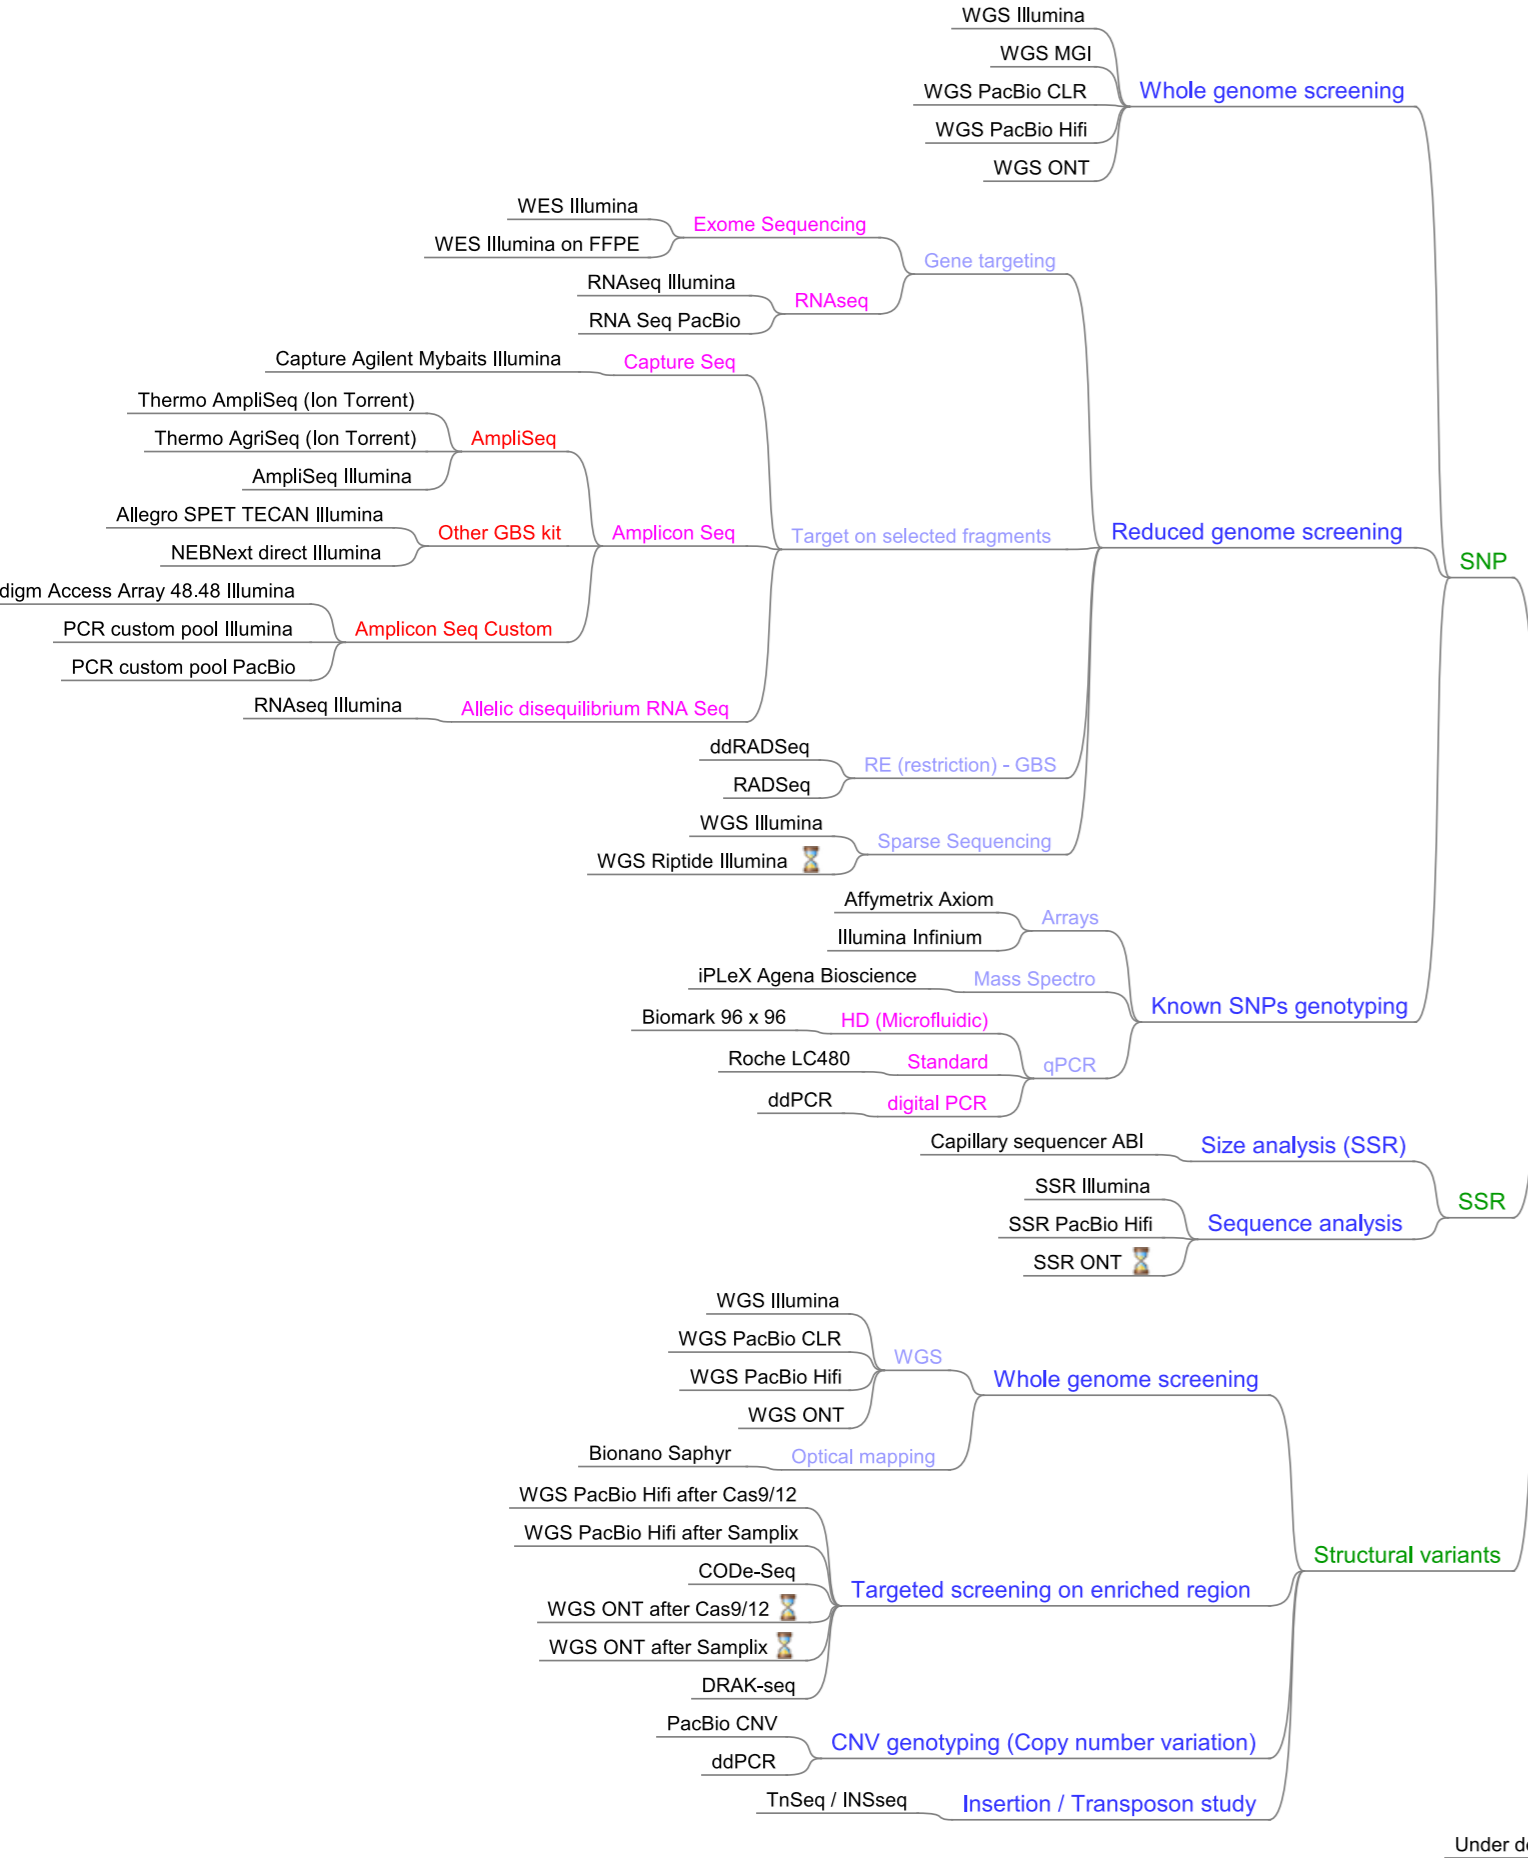 WGS Illumina
WGS MGI
WGS PacBio CLR
Whole genome screening
WGS PacBio Hifi
WGS ONT
WES Illumina
Exome Sequencing
WES Illumina on FFPE
Gene targeting
RNAseq Illumina
RNAseq
RNA Seq PacBio
Capture Agilent Mybaits Illumina
Capture Seq
Thermo AmpliSeq (Ion Torrent)
Thermo AgriSeq (Ion Torrent)
AmpliSeq
AmpliSeq Illumina
Allegro SPET TECAN Illumina
Other GBS kit
Amplicon Seq
Target on selected fragments
Reduced genome screening
NEBNext direct Illumina
SNP
digm Access Array 48.48 Illumina
PCR custom pool Illumina
Amplicon Seq Custom
PCR custom pool PacBio
RNAseq Illumina
Allelic disequilibrium RNA Seq
ddRADSeq
RE (restriction) - GBS
RADSeq
WGS Illumina
Sparse Sequencing
WGS Riptide Illumina
Affymetrix Axiom
Arrays
Illumina Infinium
iPLeX Agena Bioscience
Mass Spectro
Known SNPs genotyping
Biomark 96 x 96
HD (Microfluidic)
Roche LC480
Standard
qPCR
ddPCR
digital PCR
Capillary sequencer ABI
Size analysis (SSR)
SSR Illumina
SSR
SSR PacBio Hifi
Sequence analysis
SSR ONT
WGS Illumina
WGS PacBio CLR
WGS
WGS PacBio Hifi
Whole genome screening
WGS ONT
Bionano Saphyr
Optical mapping
WGS PacBio Hifi after Cas9/12
WGS PacBio Hifi after Samplix
Structural variants
CODe-Seq
Targeted screening on enriched region
WGS ONT after Cas9/12
WGS ONT after Samplix
DRAK-seq
PacBio CNV
CNV genotyping (Copy number variation)
ddPCR
TnSeq / INSseq
Insertion / Transposon study
Under de